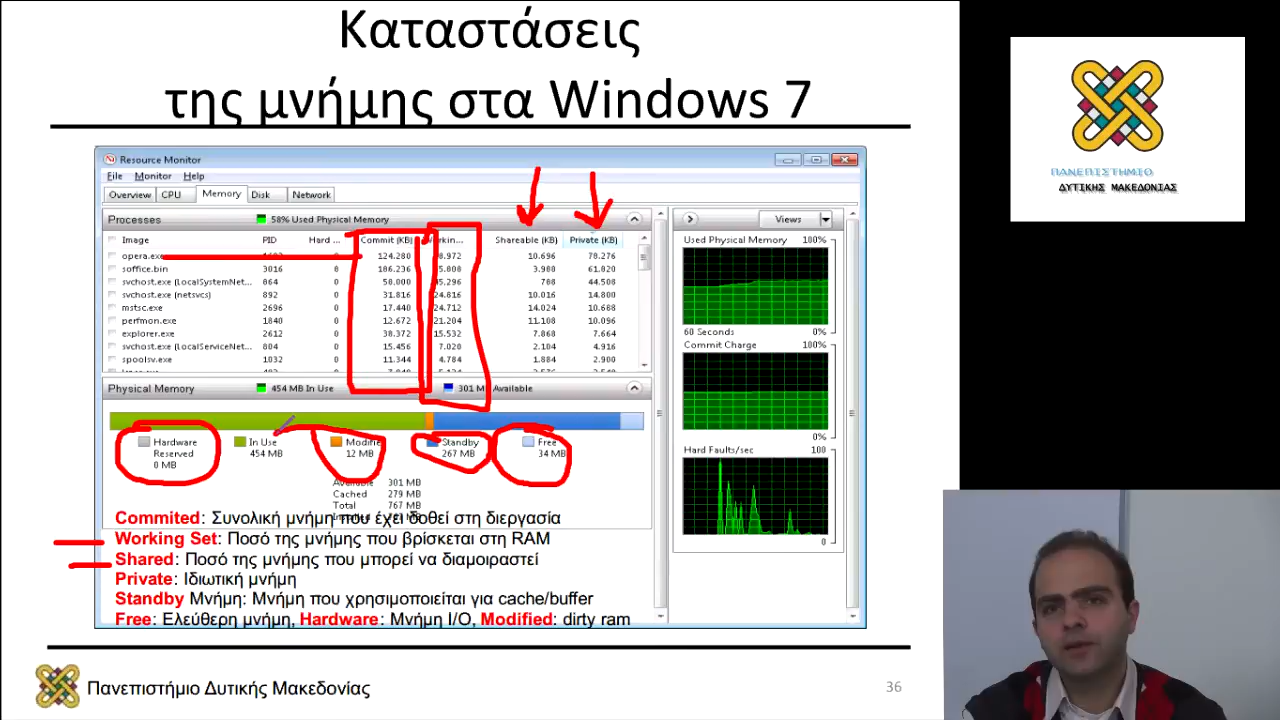 Καταστάσεις
της μνήμης στα Windows 7
ΠΑΝΕΠΙΣΤΗΜΙΟ
ΔΥΤΙΚΗΣ ΜΑΚΕΔΟΝΙΑΣ
Resource Monitor
File Monitor Help
Overview CPU Memory Disk Network
Processes 58% Used Physical Memory
Image PID Hard ... Commit (KB) Shareable (KB) Private (KB)
opera.exe 124.280 10.696 78.276
soffice.bin 3016 0 186.236 3.980 61.820
svchost.exe (LocalSystemNet... 864 0 50.000 708 44.508
svchost.exe (netsvcs) 892 0 31.816 24.816 10.016 14.800
mstsc.exe 2696 0 17.440 24.712 14.024 10.688
perfmon.exe 1840 0 12.672 21.204 11.108 10.096
explorer.exe 2612 0 38.372 15.532 7.868 7.664
svchost.exe (LocalServiceNet... 804 0 15.456 7.020 2.104 4.916
spoolsv.exe 1032 0 11.344 4.784 1.884 2.900
Physical Memory 454 MB In Use 301 MB Available
Hardware Reserved 0 MB
In Use 454 MB
12 MB
Standby 267 MB
Free 34 MB
301 MB
Cached 279 MB
Total 767 MB
Views
Used Physical Memory 100%
60 Seconds 0%
Commit Charge 100%
0%
Hard Faults/sec 100
0
Commited: Συνολική μνήμη που έχει δοθεί στη διεργασία
Working Set: Ποσό της μνήμης που βρίσκεται στη RAM
Shared: Ποσό της μνήμης που μπορεί να διαμοιραστεί
Private: Ιδιωτική μνήμη
Standby Μνήμη: Μνήμη που χρησιμοποιείται για cache/buffer
Free: Ελεύθερη μνήμη, Hardware: Μνήμη I/O, Modified: dirty ram
Πανεπιστήμιο Δυτικής Μακεδονίας
36